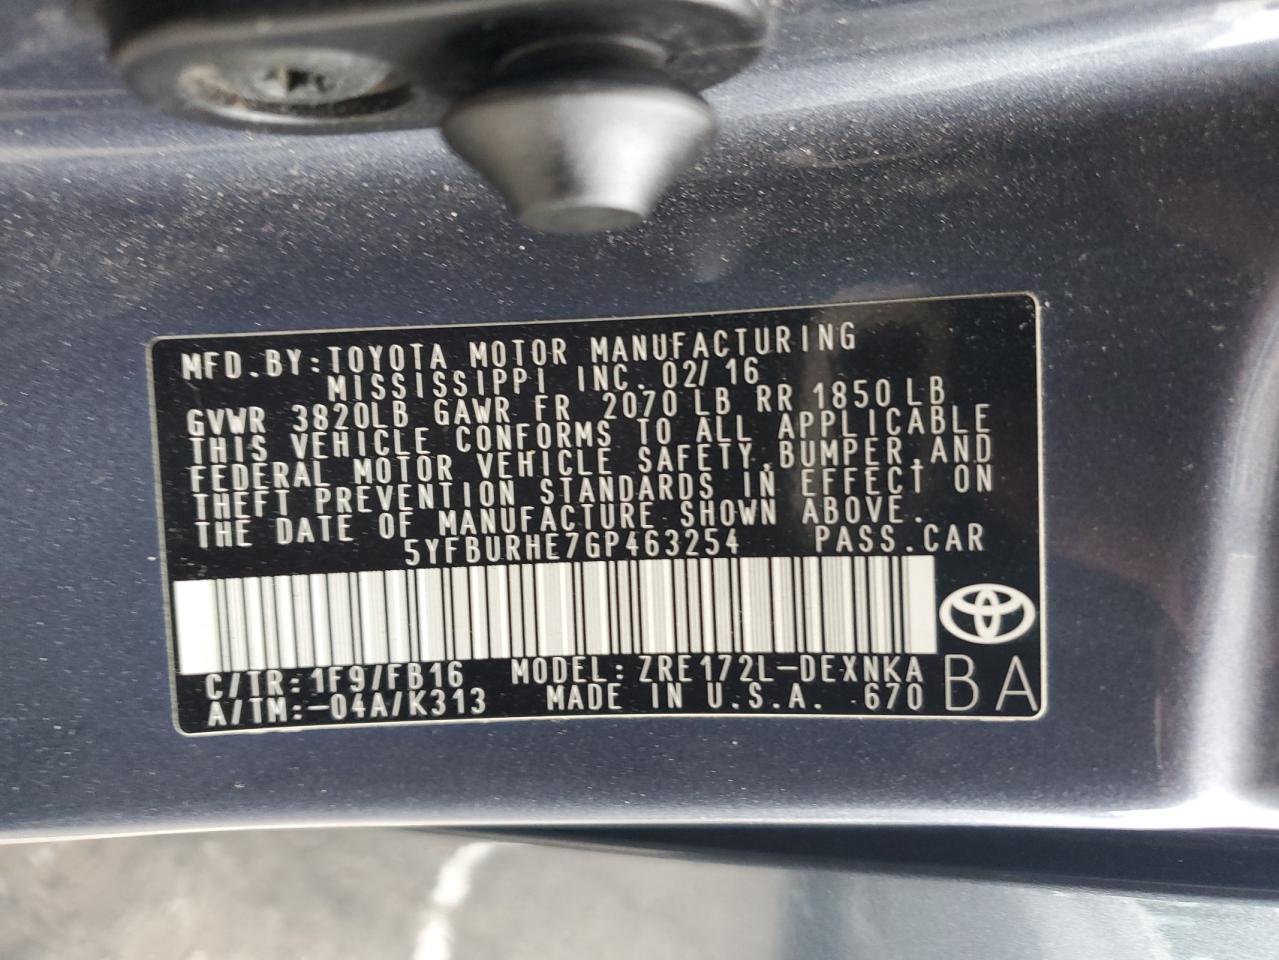 MFD.BY:TOYOTA MOTOR MANUFACTURING
MISSISSIPPI INC. 02/16
GVWR 3820LB GAWR FR 2070 LB RR 1850 LB
THIS VEHICLE CONFORMS TO ALL APPLICABLE
FEDERAL MOTOR VEHICLE SAFETY,BUMPER,AND
THEFT PREVENTION STANDARDS IN EFFECT ON
THE DATE OF MANUFACTURE SHOWN ABOVE.
5YFBURHE7GP463254 PASS.CAR
C/TR:1F9/FB16 MODEL:ZRE172L-DEXNKA
A/TM:-04A/K313 MADE IN U.S.A. 670 BA